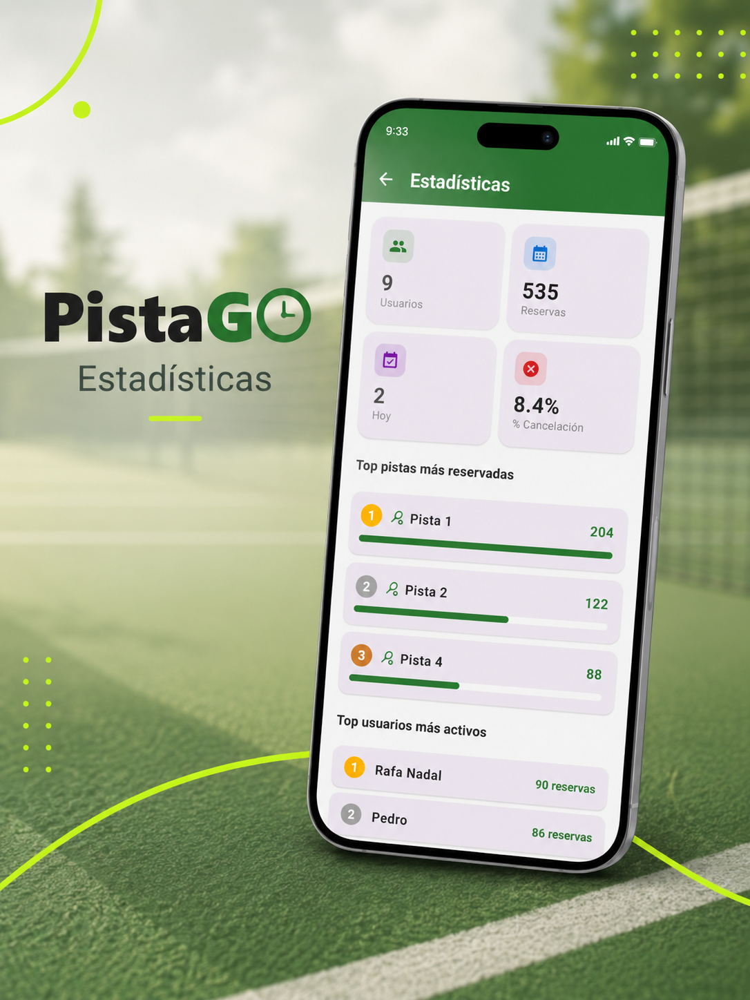 PistaGO
Estadísticas
9:33
Estadísticas
9
Usuarios
535
Reservas
2
Hoy
8.4%
% Cancelación
Top pistas más reservadas
1 Pista 1 204
2 Pista 2 122
3 Pista 4 88
Top usuarios más activos
1 Rafa Nadal 90 reservas
2 Pedro 86 reservas